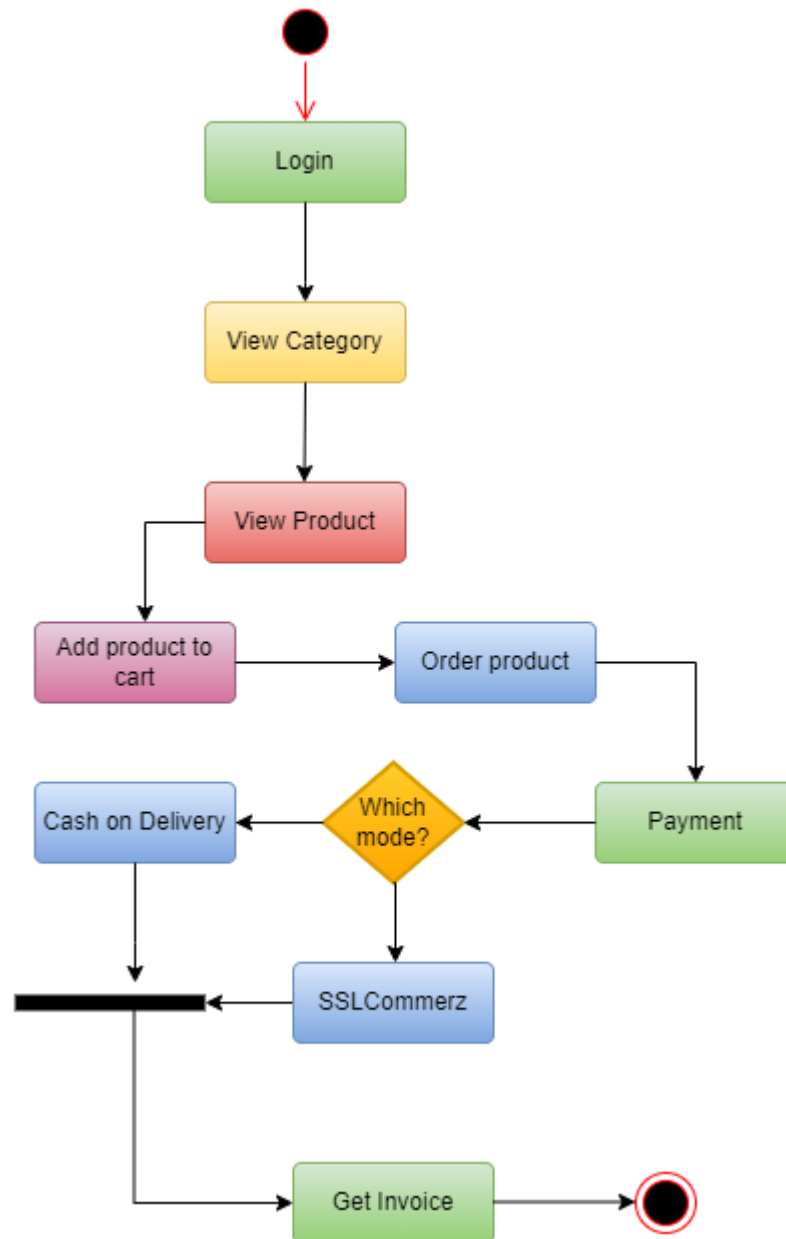 Login
View Category
View Product
Add product to
cart
Order product
Cash on Delivery
Which
mode?
Payment
SSLCommerz
Get Invoice